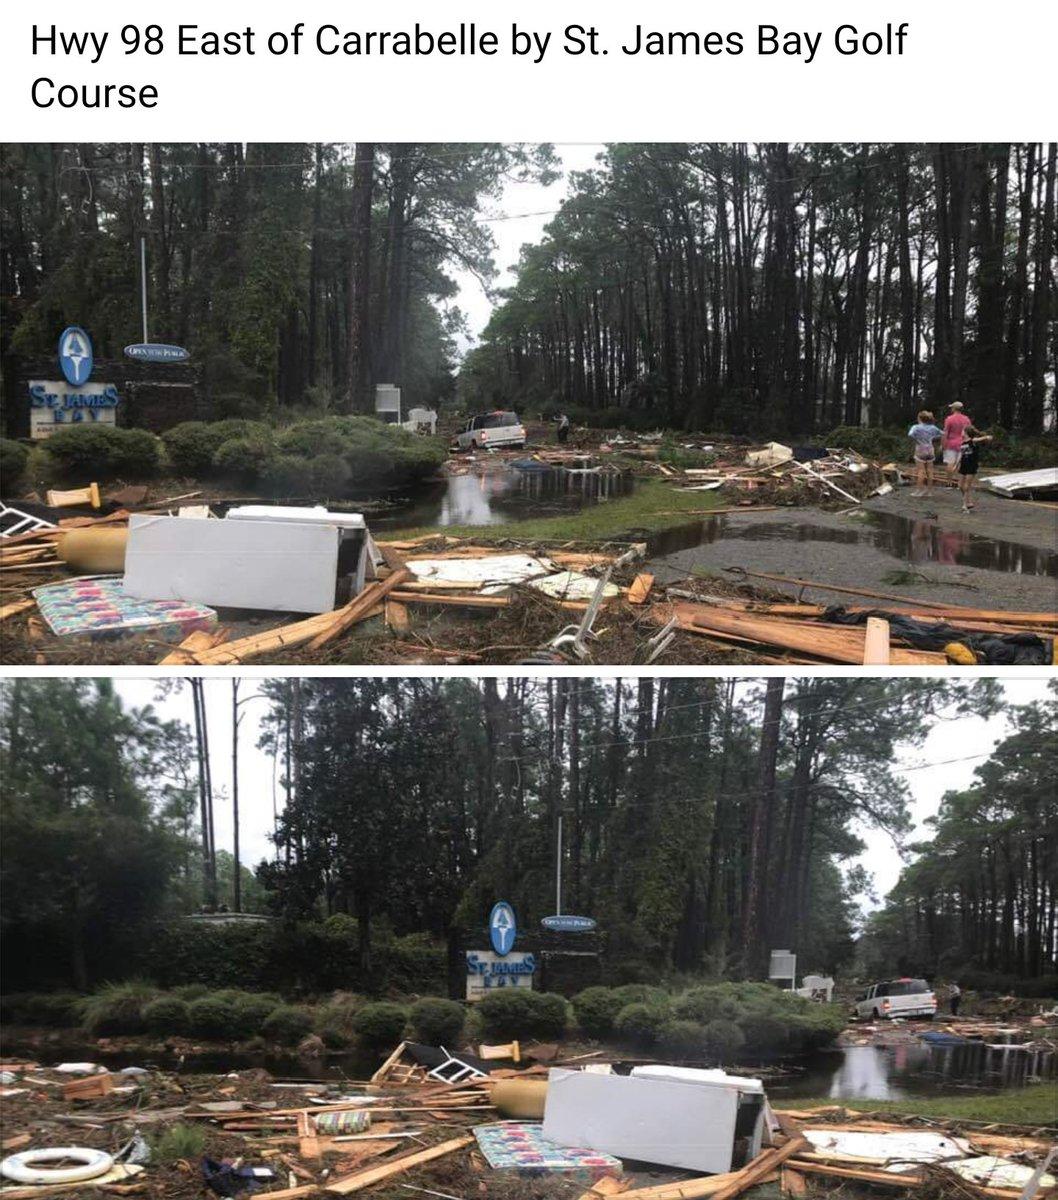 Hwy 98 East of Carrabelle by St. James Bay Golf
Course
OPEN TO THE PUBLIC
ST. JAMES
BAY
OPEN TO THE PUBLIC
ST. JAMES
BAY